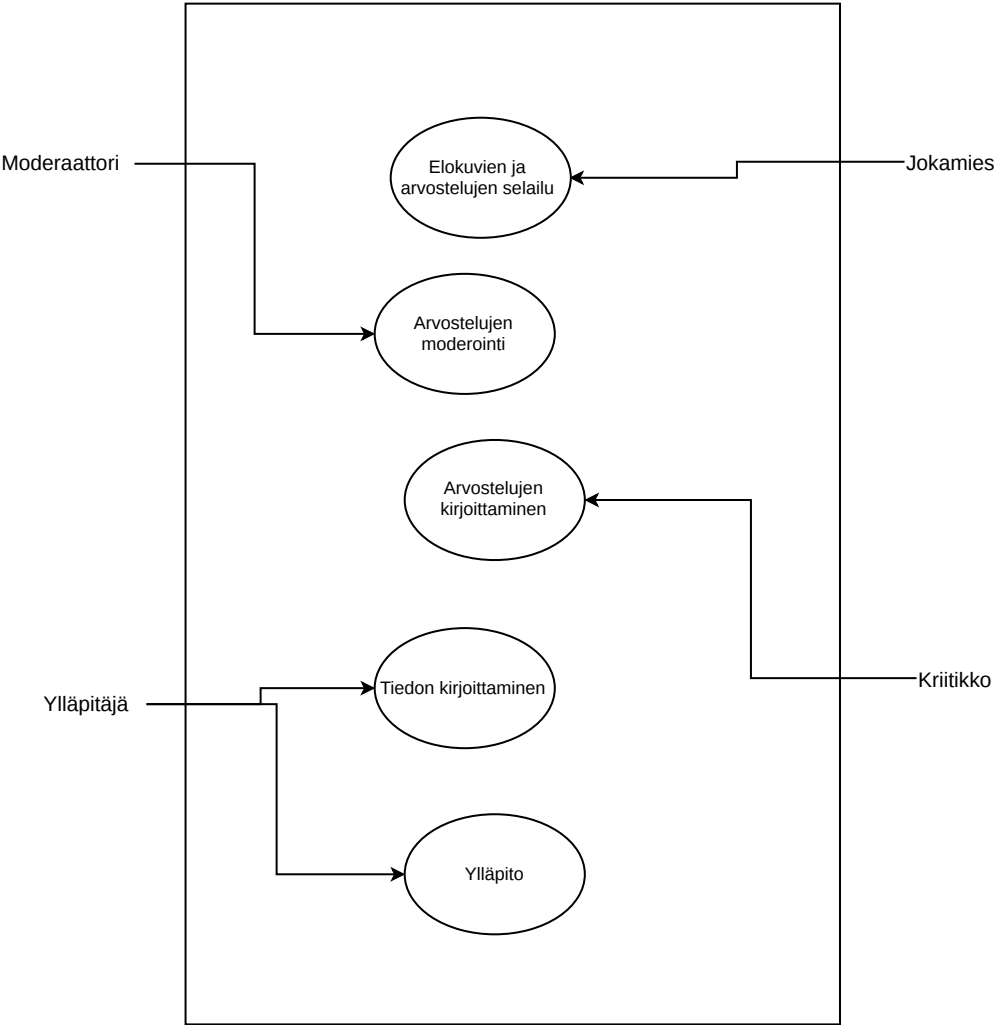 Moderaattori
Elokuvien ja
arvostelujen selailu
Jokamies
Arvostelujen
moderointi
Arvostelujen
kirjoittaminen
Tiedon kirjoittaminen
Kriitikko
Ylläpitäjä
Ylläpito